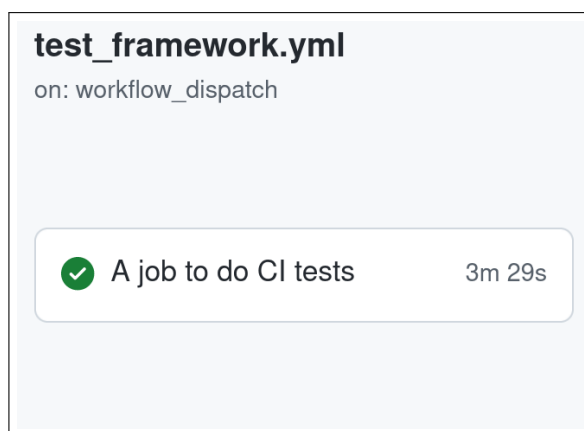 test_framework.yml
on: workflow_dispatch
A job to do CI tests 3m 29s